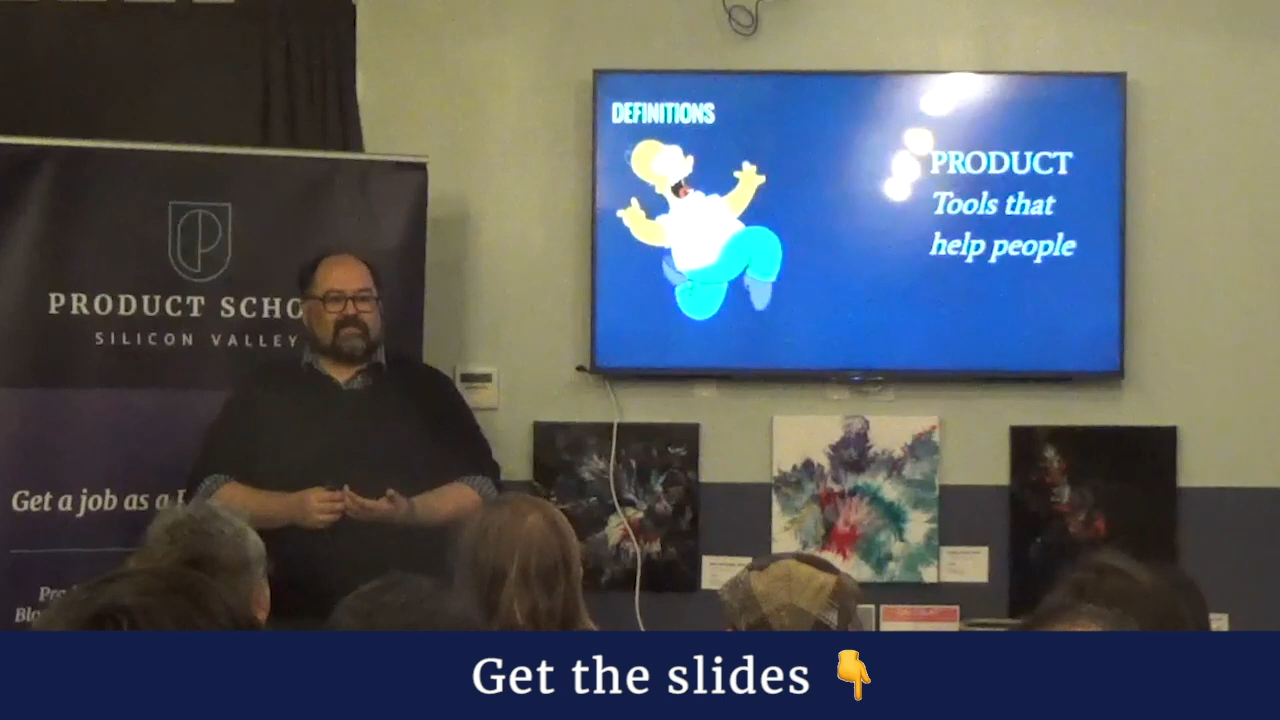 DEFINITIONS
PRODUCT
Tools that
help people
PRODUCT SCHO
SILICON VALLEY
Get a job as a
Get the slides 👇